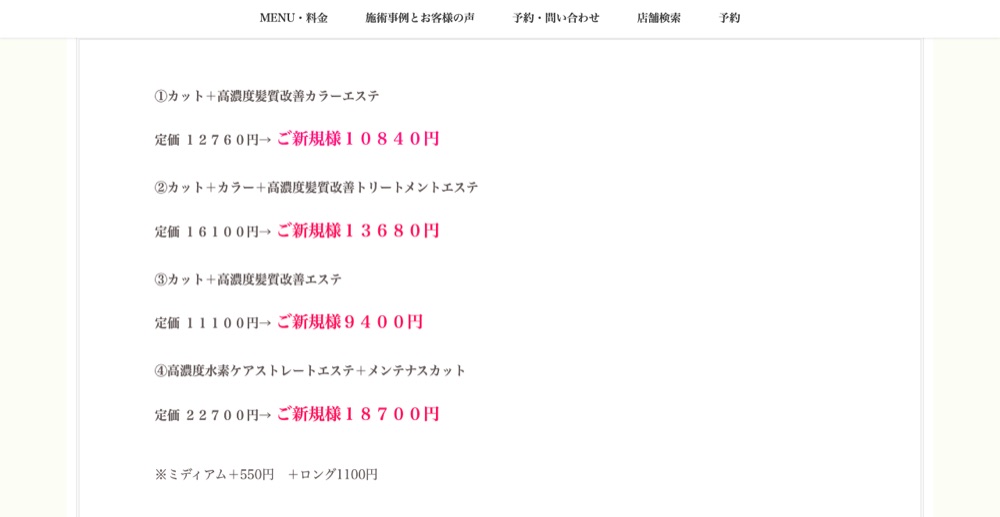 MENU・料金 施術事例とお客様の声 予約・問い合わせ 店舗検索 予約
①カット＋高濃度髪質改善カラーエステ
定価 １２７６０円→ ご新規様１０８４０円
②カット＋カラー＋高濃度髪質改善トリートメントエステ
定価 １６１００円→ ご新規様１３６８０円
③カット＋高濃度髪質改善エステ
定価 １１１００円→ ご新規様９４００円
④高濃度水素ケアストレートエステ＋メンテナスカット
定価 ２２７００円→ ご新規様１８７００円
※ミディアム＋550円　＋ロング1100円